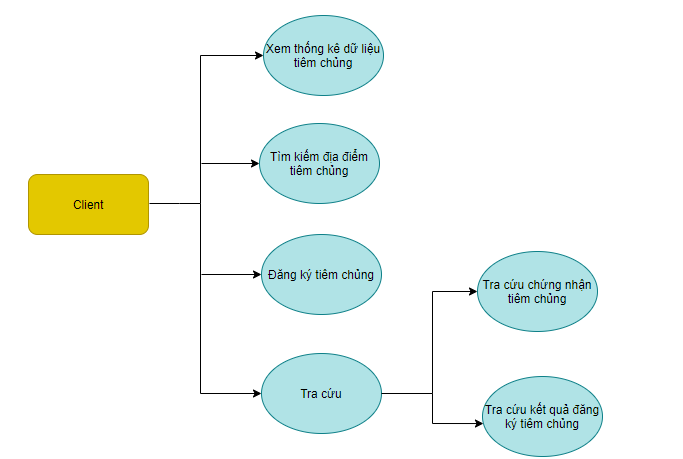 Xem thống kê dữ liệu
tiêm chủng
Tìm kiếm địa điểm
tiêm chủng
Client
Đăng ký tiêm chủng
Tra cứu chứng nhận
tiêm chủng
Tra cứu
Tra cứu kết quả đăng
ký tiêm chủng